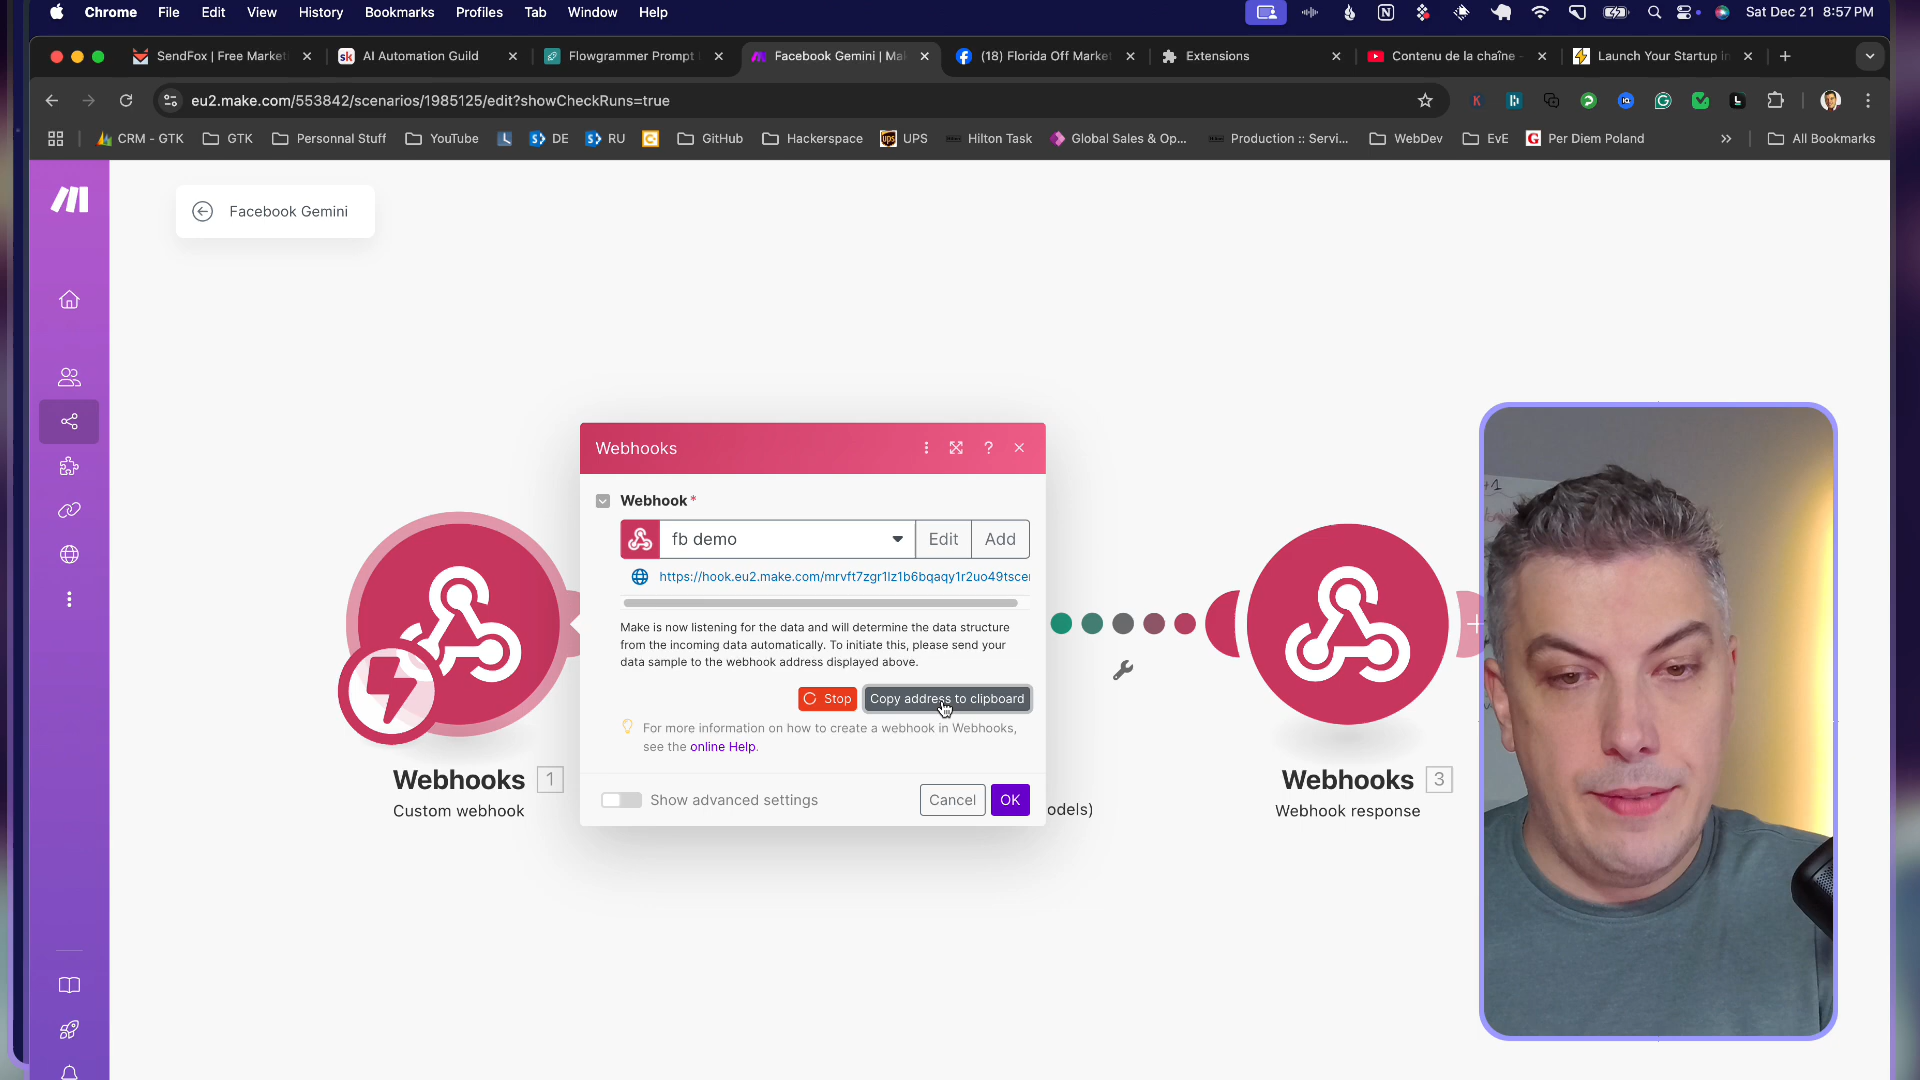 Chrome File Edit View History Bookmarks Profiles Tab Window Help
Sat Dec 21 8:57 PM
SendFox | Free Market
AI Automation Guild
Flowgrammer Prompt
Facebook Gemini | Ma
(18) Florida Off Market
Extensions
Contenu de la chaîne -
Launch Your Startup in
eu2.make.com/553842/scenarios/1985125/edit?showCheckRuns=true
CRM - GTK
GTK
Personnal Stuff
YouTube
DE
RU
GitHub
Hackerspace
UPS
Hilton Task
Global Sales & Op...
Production :: Servi...
WebDev
EvE
Per Diem Poland
All Bookmarks
Facebook Gemini
Webhooks
Webhook *
fb demo
Edit
Add
https://hook.eu2.make.com/mrvft7zgr1lz1b6bqaqy1r2uo49tsce
Make is now listening for the data and will determine the data structure
from the incoming data automatically. To initiate this, please send your
data sample to the webhook address displayed above.
Stop
Copy address to clipboard
For more information on how to create a webhook in Webhooks,
see the online Help.
Show advanced settings
Cancel
OK
Webhooks 1
Custom webhook
odels)
Webhooks 3
Webhook response